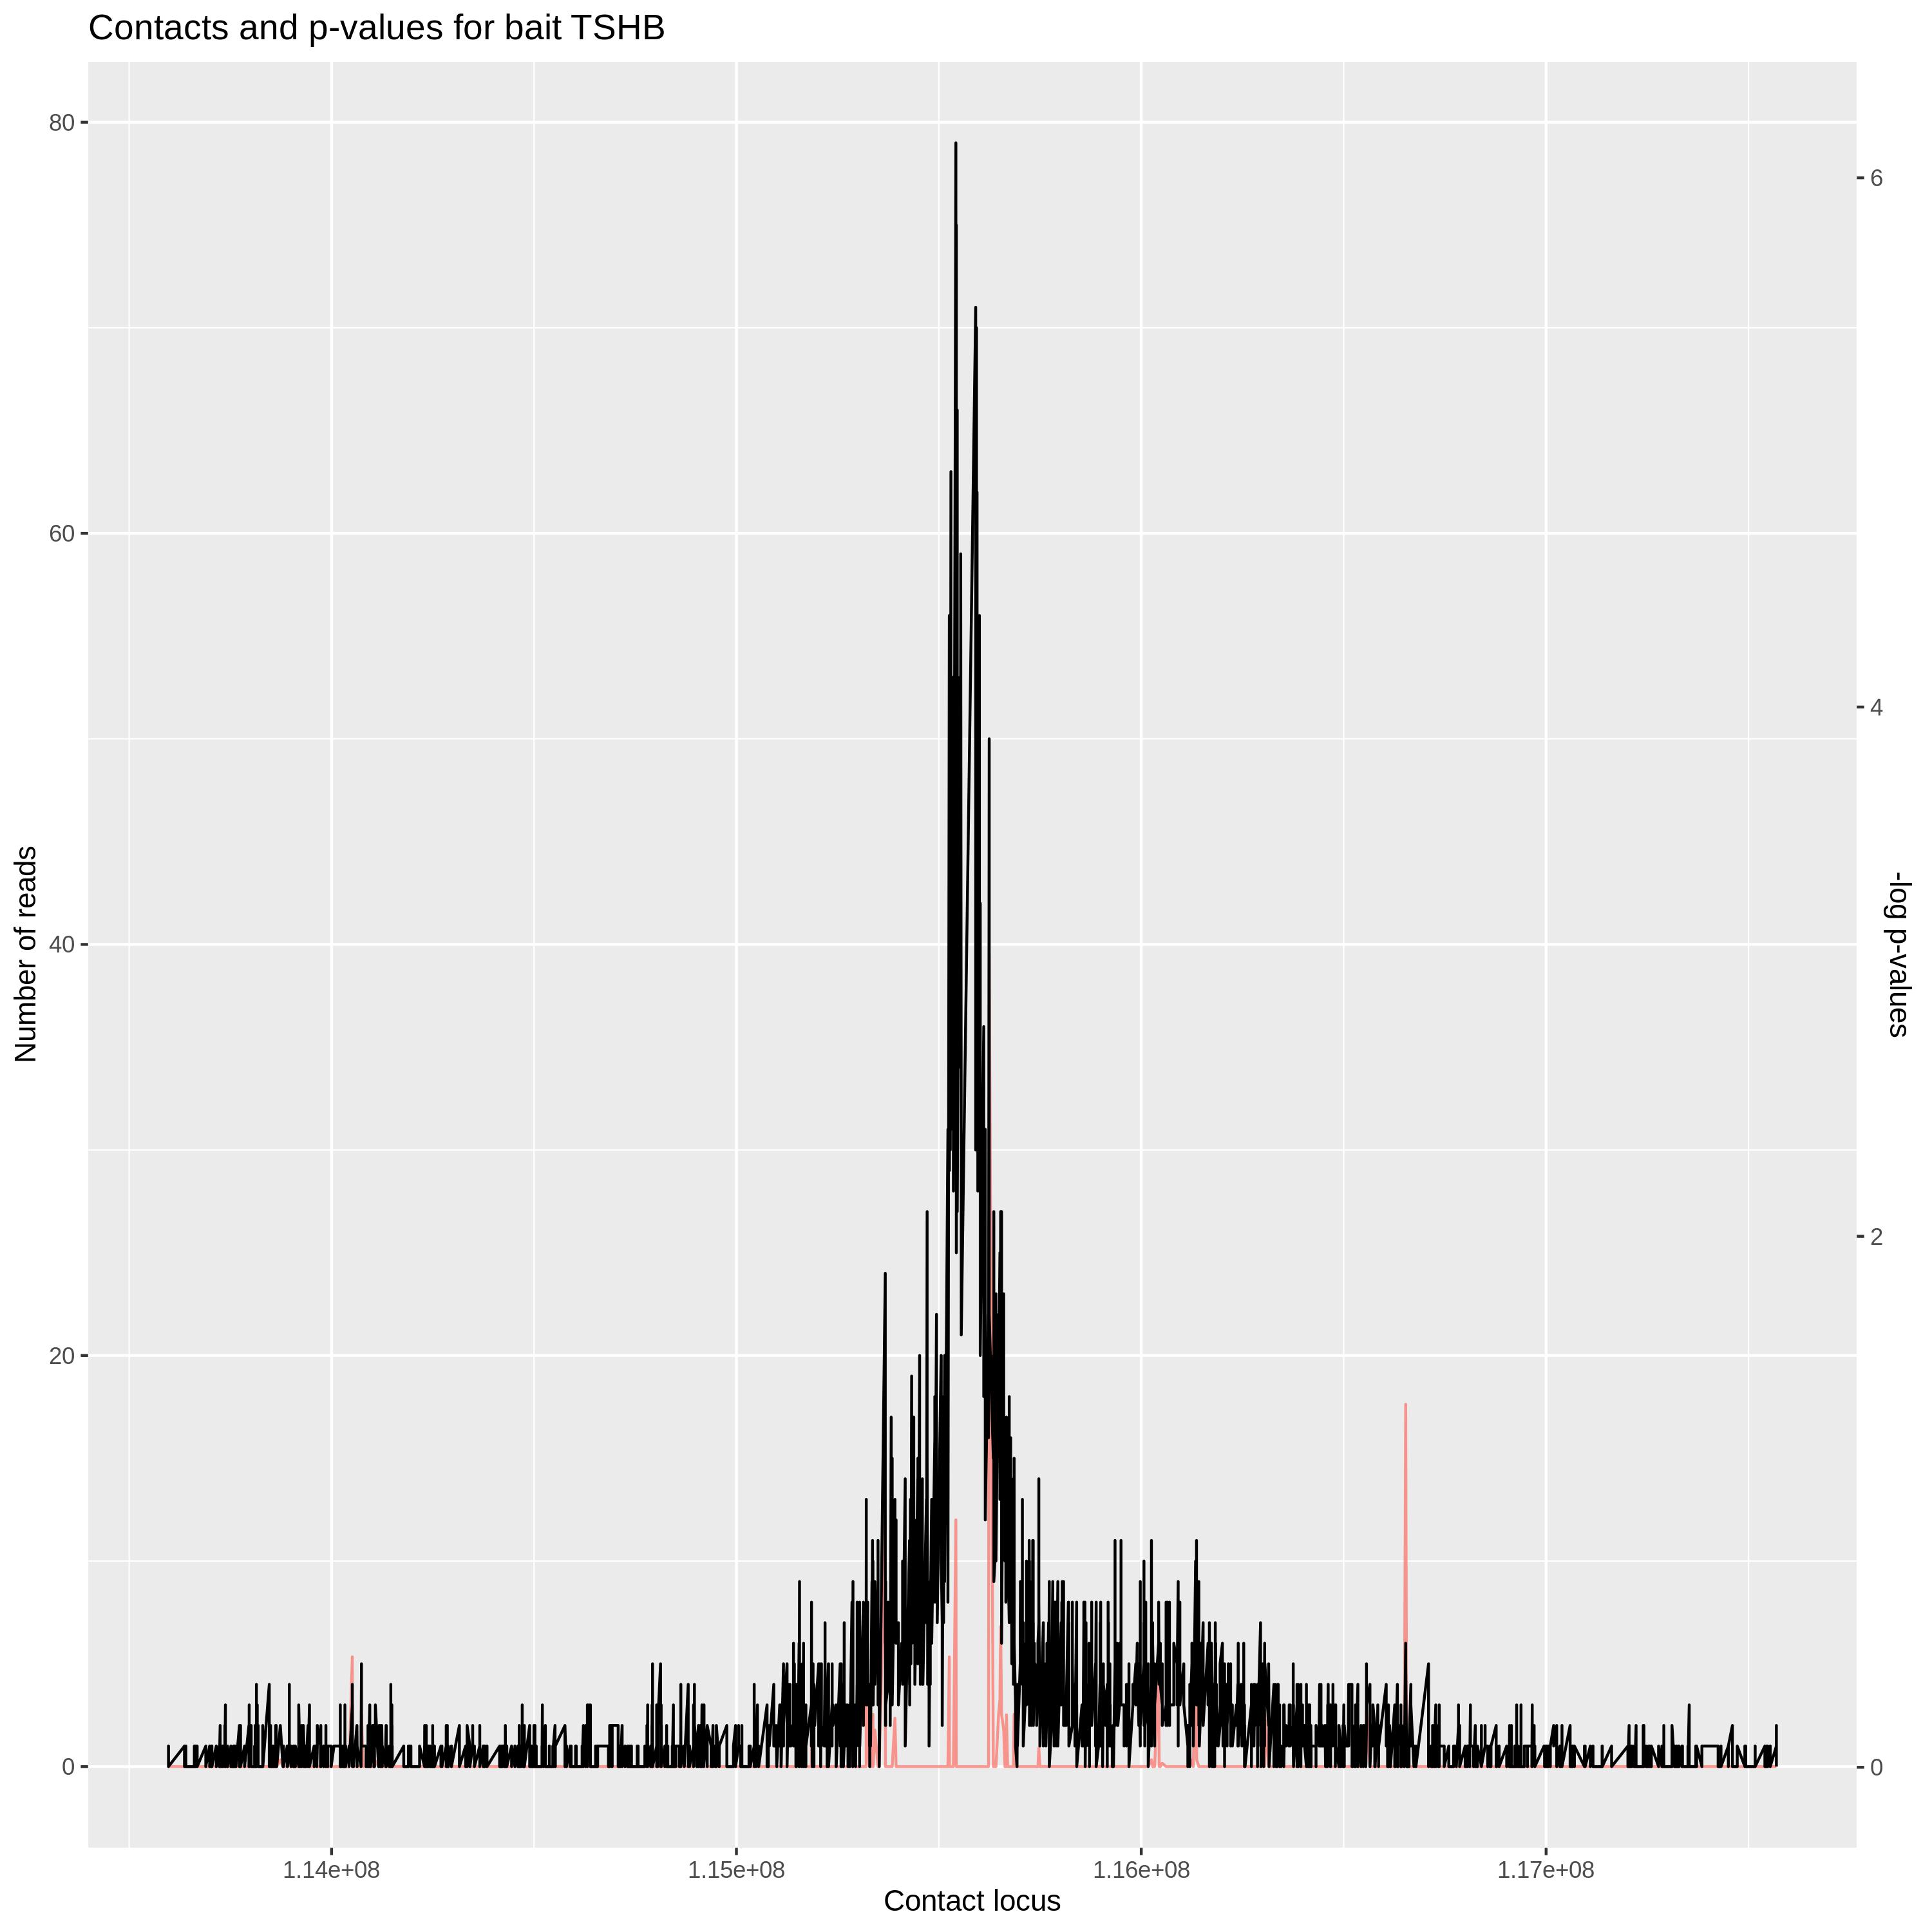 Contacts and p-values for bait TSHB
80
60
40
20
0
Number of reads
6
4
2
0
-log p-values
1.14e+08 1.15e+08 1.16e+08 1.17e+08
Contact locus